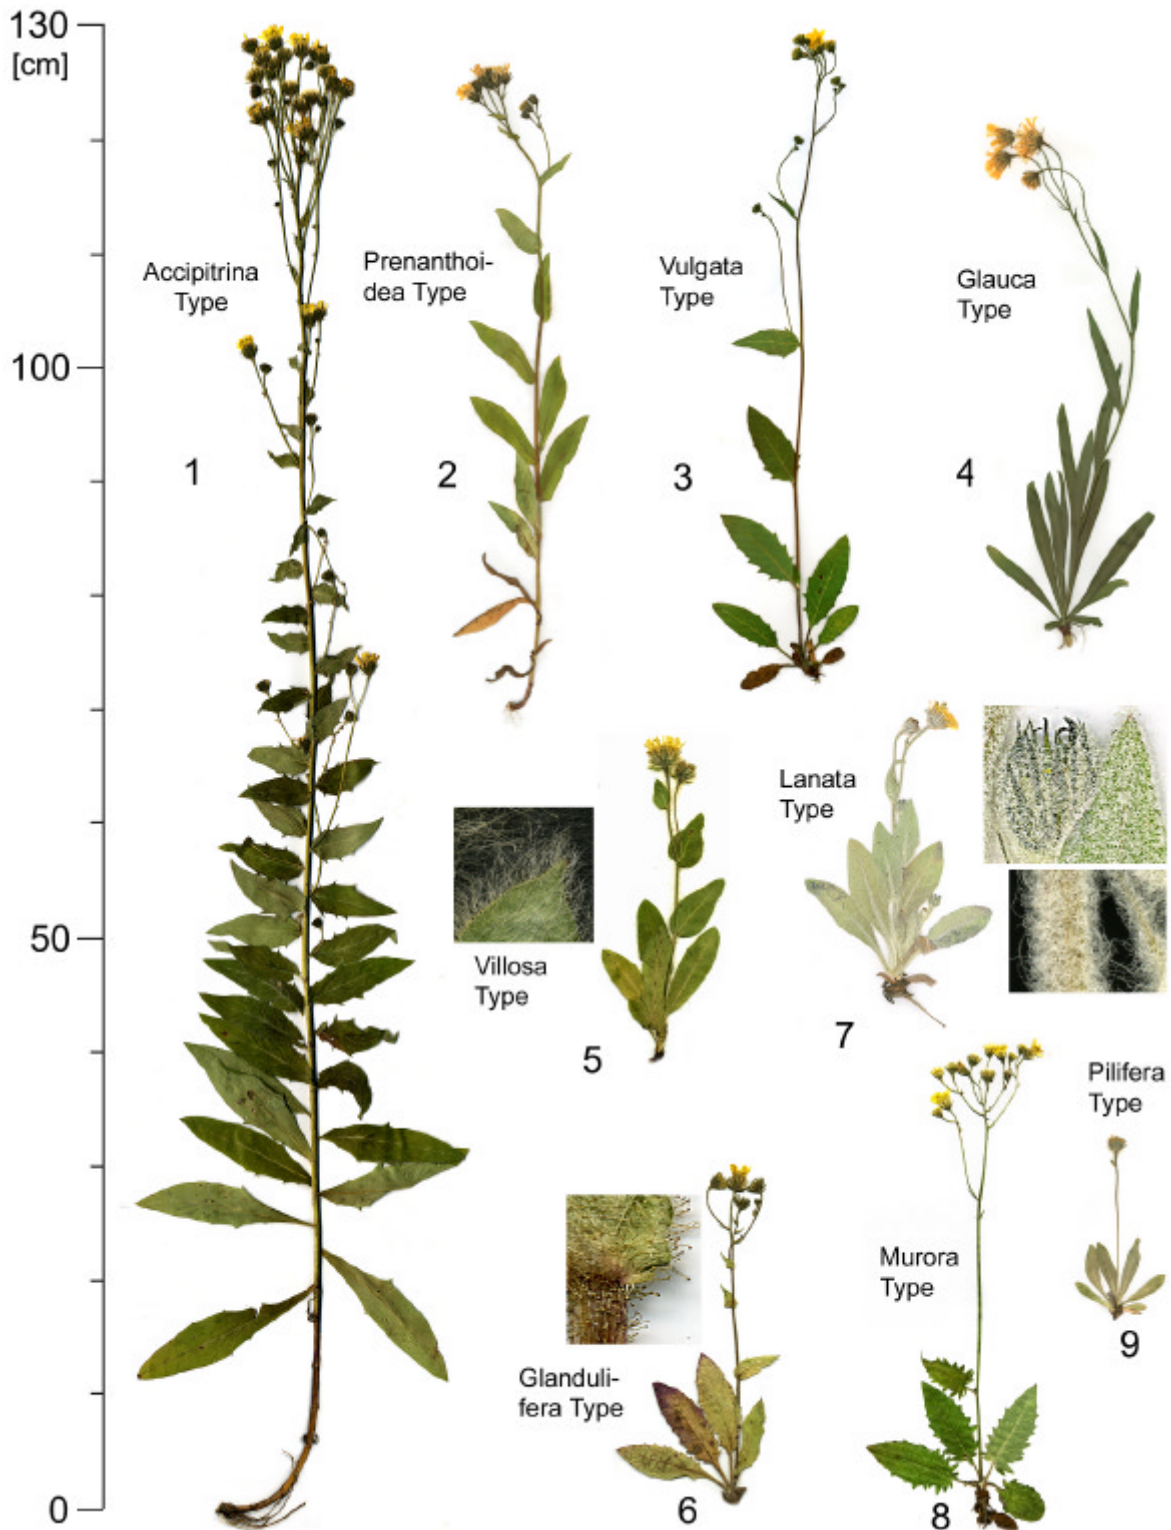 130
[cm]
100
50
0
Accipitrina
Type
1
Prenanthoi-
dea Type
2
Vulgata
Type
3
Glauca
Type
4
Villosa
Type
5
Lanata
Type
7
Glanduli-
fera Type
6
Murora
Type
8
Pilifera
Type
9